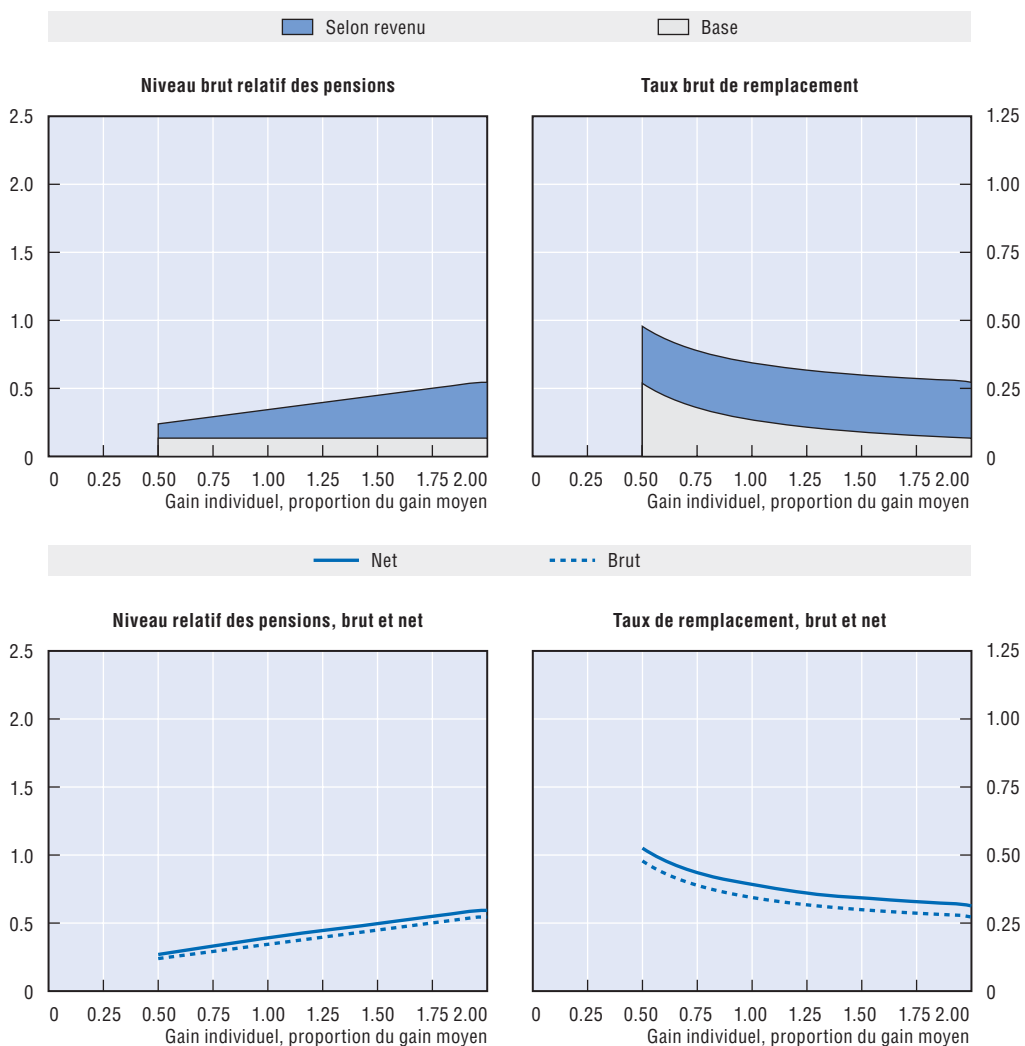 Selon revenu Base
Niveau brut relatif des pensions
2.5
2.0
1.5
1.0
0.5
0
0 0.25 0.50 0.75 1.00 1.25 1.50 1.75 2.00
Gain individuel, proportion du gain moyen
Taux brut de remplacement
1.25
1.00
0.75
0.50
0.25
0
0 0.25 0.50 0.75 1.00 1.25 1.50 1.75 2.00
Gain individuel, proportion du gain moyen
Net Brut
Niveau relatif des pensions, brut et net
2.5
2.0
1.5
1.0
0.5
0
0 0.25 0.50 0.75 1.00 1.25 1.50 1.75 2.00
Gain individuel, proportion du gain moyen
Taux de remplacement, brut et net
1.25
1.00
0.75
0.50
0.25
0
0 0.25 0.50 0.75 1.00 1.25 1.50 1.75 2.00
Gain individuel, proportion du gain moyen